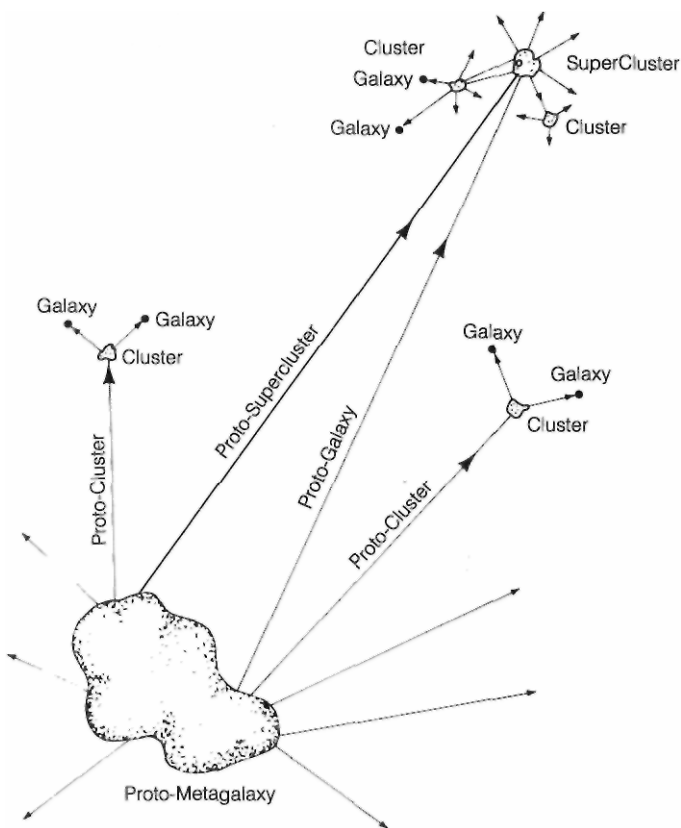 Cluster
Galaxy
SuperCluster
Galaxy
Cluster
Galaxy
Galaxy
Cluster
Galaxy
Galaxy
Cluster
Proto-Supercluster
Proto-Galaxy
Proto-Cluster
Proto-Cluster
Proto-Metagalaxy